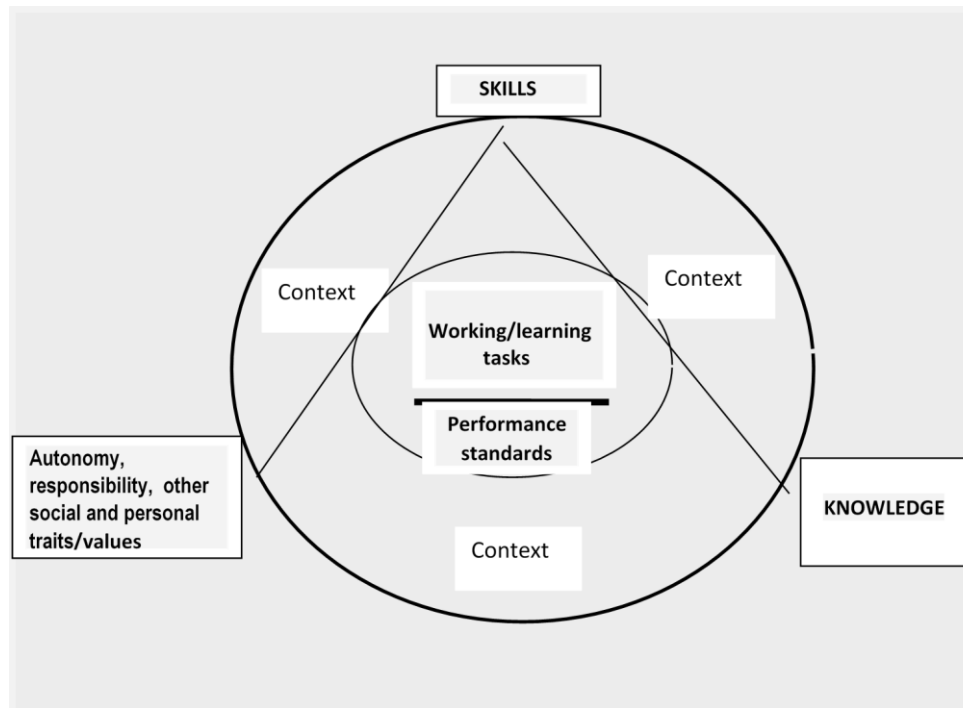 SKILLS
Context
Context
Working/learning
tasks
Performance
standards
Autonomy,
responsibility, other
social and personal
traits/values
KNOWLEDGE
Context